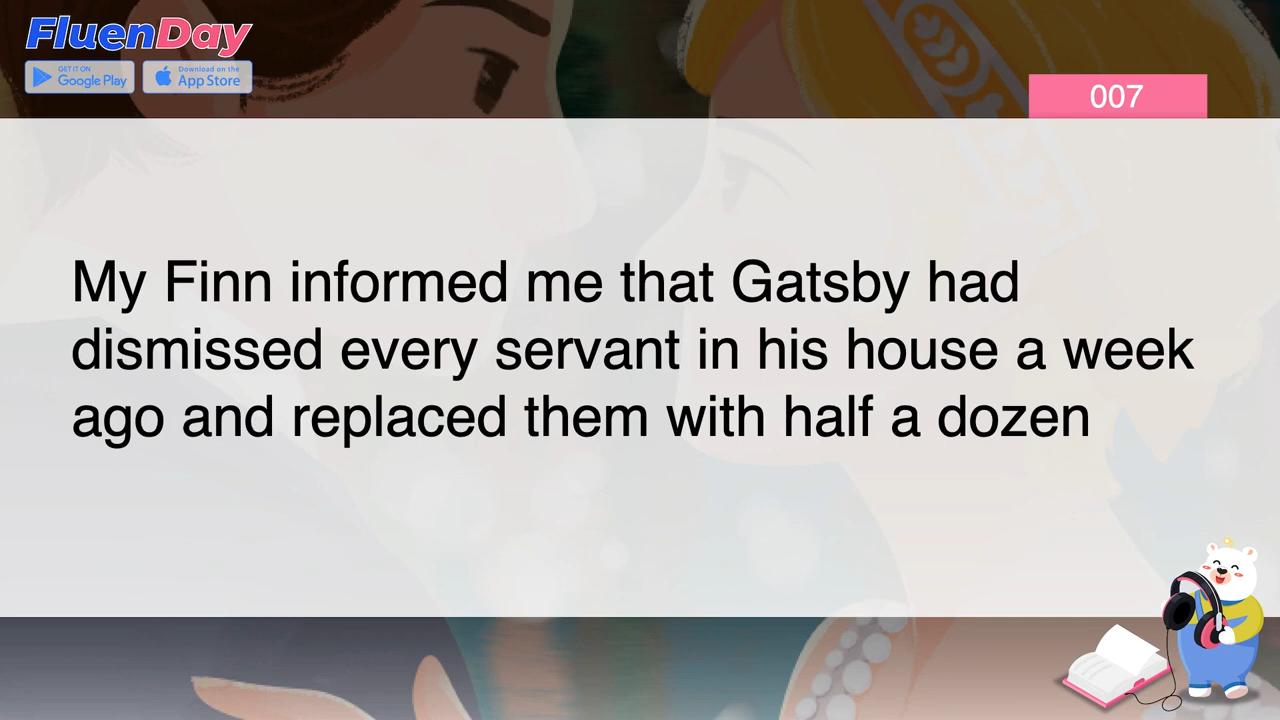 FluenDay
GET IT ON
Google Play
Download on the
App Store
007
My Finn informed me that Gatsby had
dismissed every servant in his house a week
ago and replaced them with half a dozen